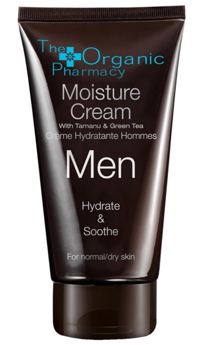 The Organic
Pharmacy
Moisture
Cream
With Tamanu & Green Tea
Crème Hydratante Hommes
Men
Hydrate
&
Soothe
For normal/dry skin